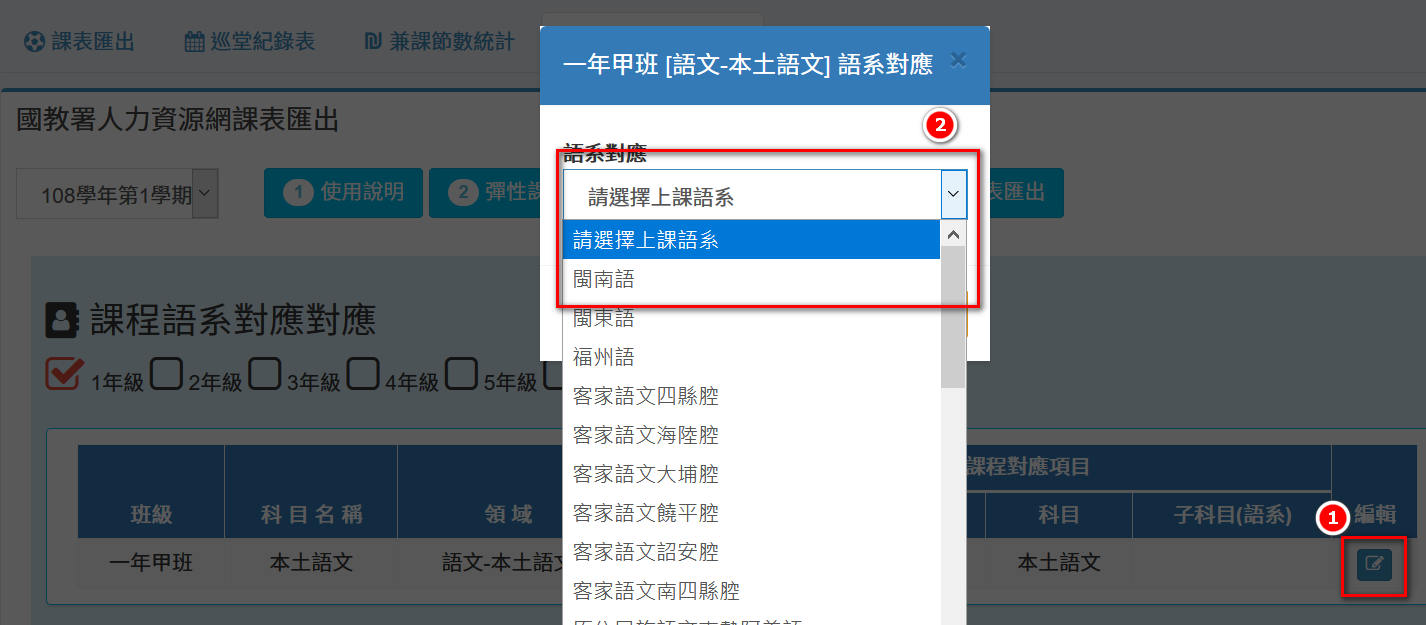 課表匯出 巡堂紀錄表 兼課節數統計
一年甲班 [語文-本土語文] 語系對應 ×
國教署人力資源網課表匯出
2
語系對應
108學年第1學期
1 使用說明
2 彈性課
表匯出
請選擇上課語系
請選擇上課語系
閩南語
閩東語
福州語
客家語文四縣腔
客家語文海陸腔
客家語文大埔腔
客家語文饒平腔
客家語文詔安腔
客家語文南四縣腔
課程語系對應對應
1年級 2年級 3年級 4年級 5年級
課程對應項目
班級 科目名稱 領域 科目 子科目(語系) 1 編輯
一年甲班 本土語文 語文-本土語文 本土語文